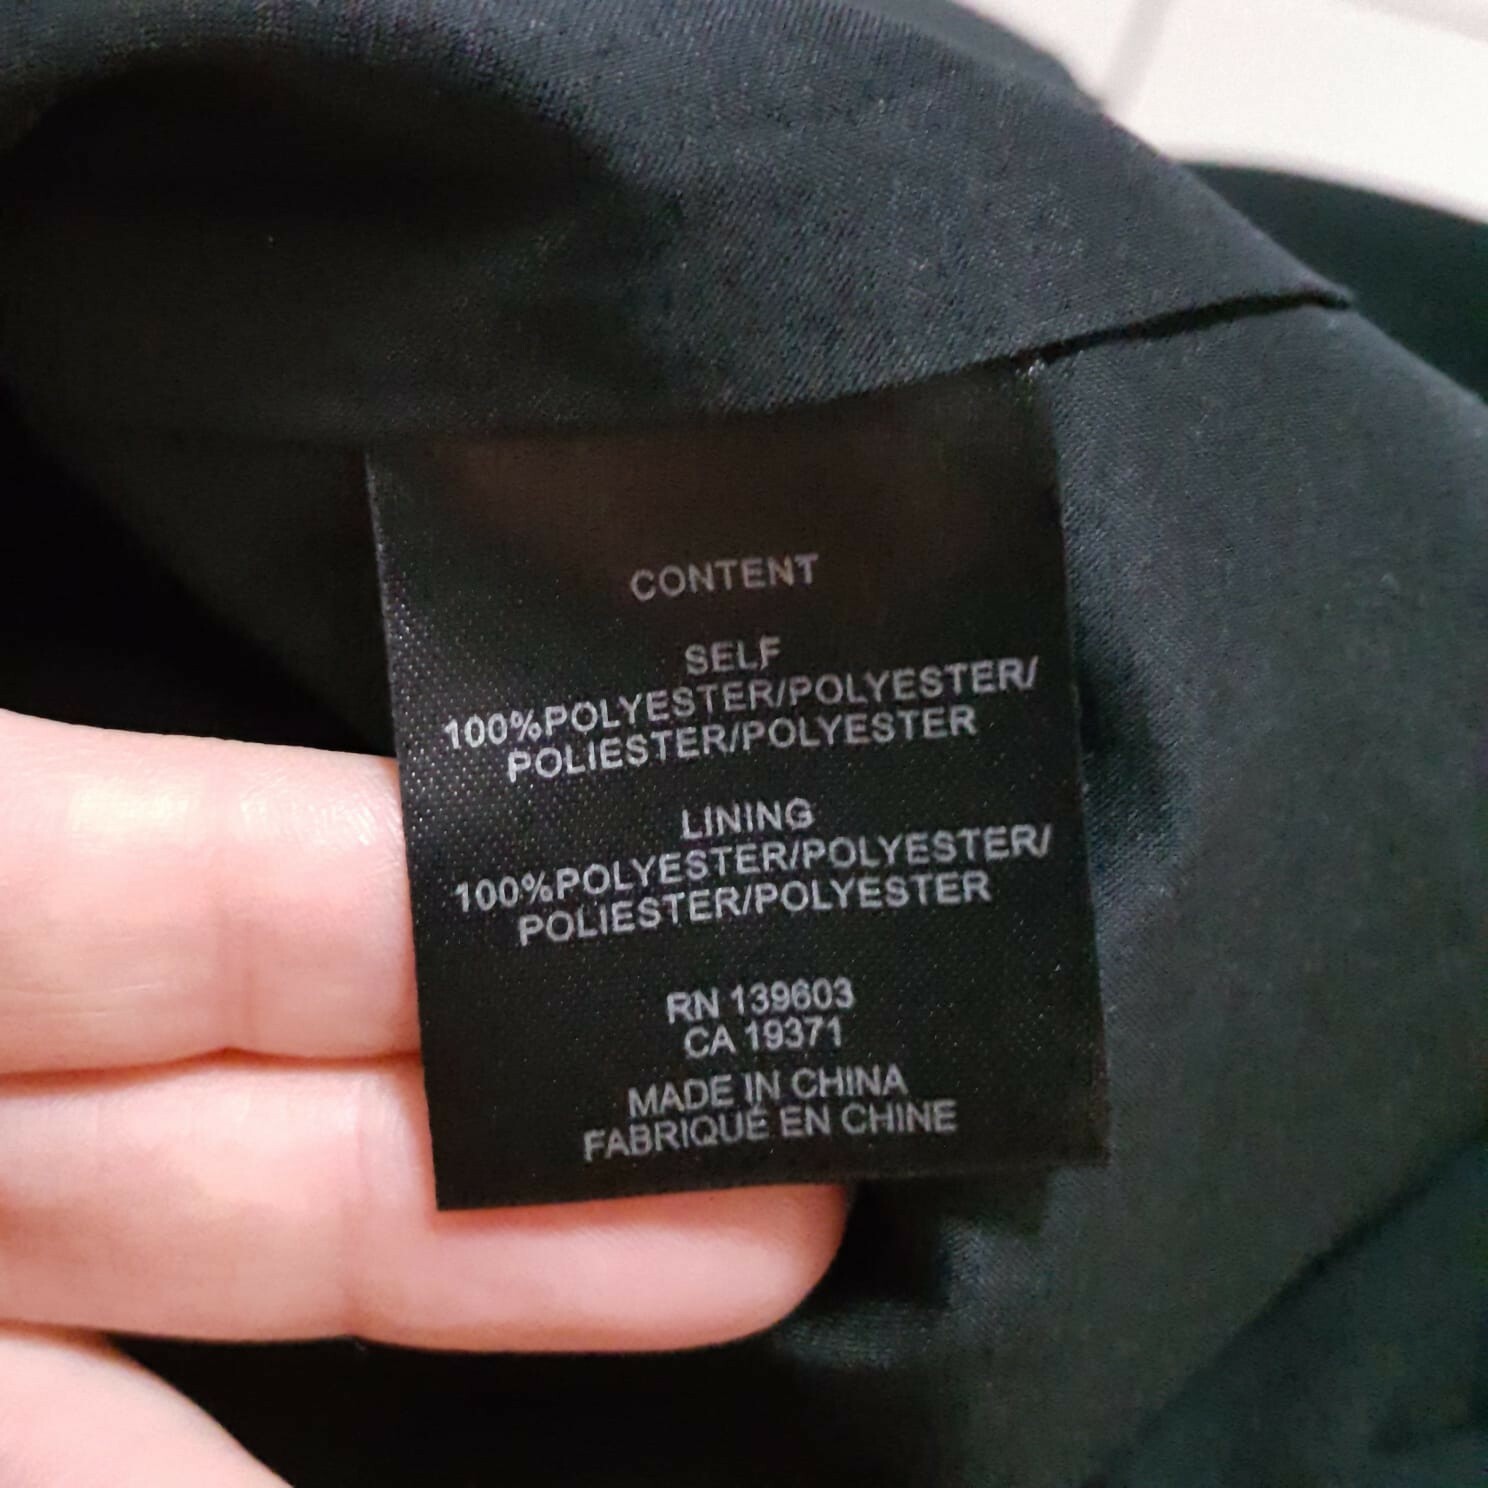 CONTENT
SELF
100%POLYESTER/POLYESTER/
POLIESTER/POLYESTER
LINING
100%POLYESTER/POLYESTER/
POLIESTER/POLYESTER
RN 139603
CA 19371
MADE IN CHINA
FABRIQUÉ EN CHINE